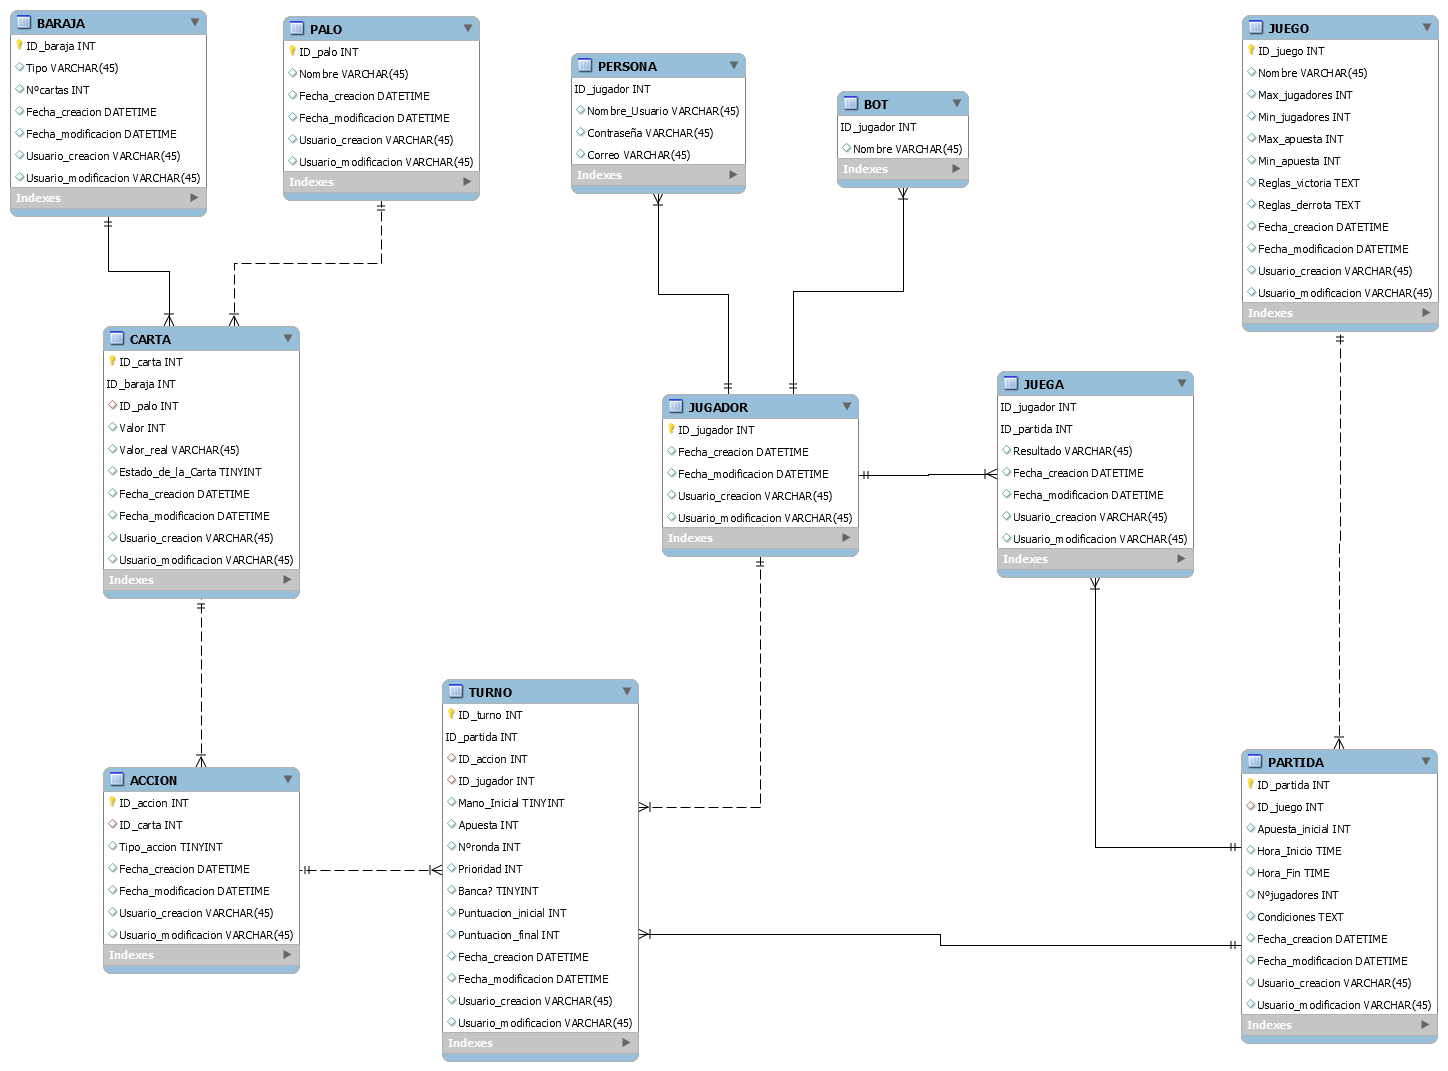 BARAJA
ID_baraja INT
Tipo VARCHAR(45)
Nºcartas INT
Fecha_creacion DATETIME
Fecha_modificacion DATETIME
Usuario_creacion VARCHAR(45)
Usuario_modificacion VARCHAR(45)
Indexes
PALO
ID_palo INT
Nombre VARCHAR(45)
Fecha_creacion DATETIME
Fecha_modificacion DATETIME
Usuario_creacion VARCHAR(45)
Usuario_modificacion VARCHAR(45)
Indexes
PERSONA
ID_jugador INT
Nombre_Usuario VARCHAR(45)
Contraseña VARCHAR(45)
Correo VARCHAR(45)
Indexes
BOT
ID_jugador INT
Nombre VARCHAR(45)
Indexes
JUEGO
ID_juego INT
Nombre VARCHAR(45)
Max_jugadores INT
Min_jugadores INT
Max_apuesta INT
Min_apuesta INT
Reglas_victoria TEXT
Reglas_derrota TEXT
Fecha_creacion DATETIME
Fecha_modificacion DATETIME
Usuario_creacion VARCHAR(45)
Usuario_modificacion VARCHAR(45)
Indexes
CARTA
ID_carta INT
ID_baraja INT
ID_palo INT
Valor INT
Valor_real VARCHAR(45)
Estado_de_la_Carta TINYINT
Fecha_creacion DATETIME
Fecha_modificacion DATETIME
Usuario_creacion VARCHAR(45)
Usuario_modificacion VARCHAR(45)
Indexes
JUGADOR
ID_jugador INT
Fecha_creacion DATETIME
Fecha_modificacion DATETIME
Usuario_creacion VARCHAR(45)
Usuario_modificacion VARCHAR(45)
Indexes
JUEGA
ID_jugador INT
ID_partida INT
Resultado VARCHAR(45)
Fecha_creacion DATETIME
Fecha_modificacion DATETIME
Usuario_creacion VARCHAR(45)
Usuario_modificacion VARCHAR(45)
Indexes
ACCION
ID_accion INT
ID_carta INT
Tipo_accion TINYINT
Fecha_creacion DATETIME
Fecha_modificacion DATETIME
Usuario_creacion VARCHAR(45)
Usuario_modificacion VARCHAR(45)
Indexes
TURNO
ID_turno INT
ID_partida INT
ID_accion INT
ID_jugador INT
Mano_Inicial TINYINT
Apuesta INT
Nºronda INT
Prioridad INT
Banca? TINYINT
Puntuacion_inicial INT
Puntuacion_final INT
Fecha_creacion DATETIME
Fecha_modificacion DATETIME
Usuario_creacion VARCHAR(45)
Usuario_modificacion VARCHAR(45)
Indexes
PARTIDA
ID_partida INT
ID_juego INT
Apuesta_inicial INT
Hora_Inicio TIME
Hora_Fin TIME
Nºjugadores INT
Condiciones TEXT
Fecha_creacion DATETIME
Fecha_modificacion DATETIME
Usuario_creacion VARCHAR(45)
Usuario_modificacion VARCHAR(45)
Indexes